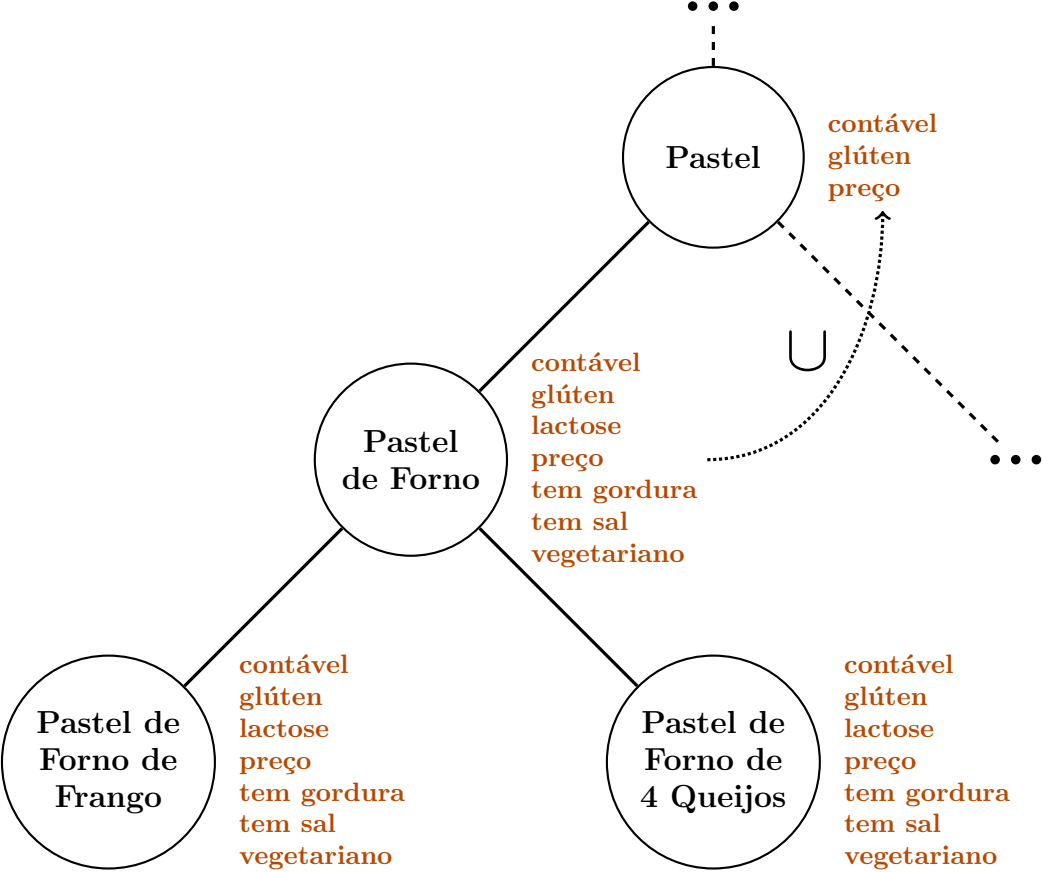 •••
Pastel
contável
glúten
preço
∪
Pastel
de Forno
contável
glúten
lactose
preço
tem gordura
tem sal
vegetariano
•••
Pastel de
Forno de
Frango
contável
glúten
lactose
preço
tem gordura
tem sal
vegetariano
Pastel de
Forno de
4 Queijos
contável
glúten
lactose
preço
tem gordura
tem sal
vegetariano